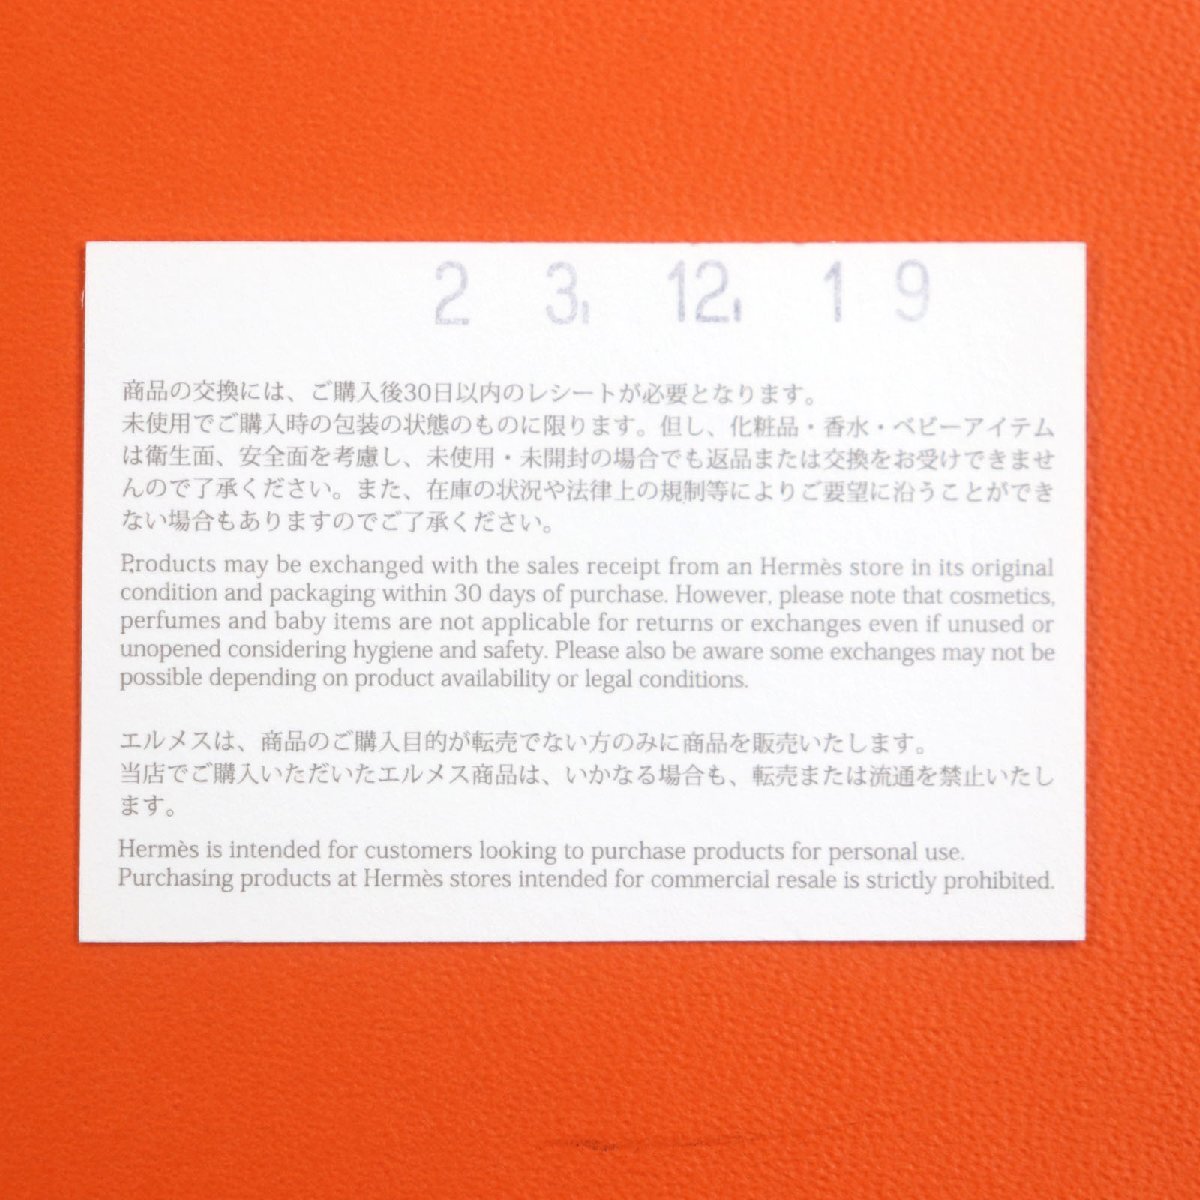 2 3. 12. 1 9
商品の交換には、ご購入後30日以内のレシートが必要となります。
未使用でご購入時の包装の状態のものに限ります。但し、化粧品・香水・ベビーアイテム
は衛生面、安全面を考慮し、未使用・未開封の場合でも返品または交換をお受けできませ
んので了承ください。また、在庫の状況や法律上の規制等によりご要望に沿うことができ
ない場合もありますのでご了承ください。
Products may be exchanged with the sales receipt from an Hermès store in its original
condition and packaging within 30 days of purchase. However, please note that cosmetics,
perfumes and baby items are not applicable for returns or exchanges even if unused or
unopened considering hygiene and safety. Please also be aware some exchanges may not be
possible depending on product availability or legal conditions.
エルメスは、商品のご購入目的が転売でない方のみに商品を販売いたします。
当店でご購入いただいたエルメス商品は、いかなる場合も、転売または流通を禁止いたし
ます。
Hermès is intended for customers looking to purchase products for personal use.
Purchasing products at Hermès stores intended for commercial resale is strictly prohibited.